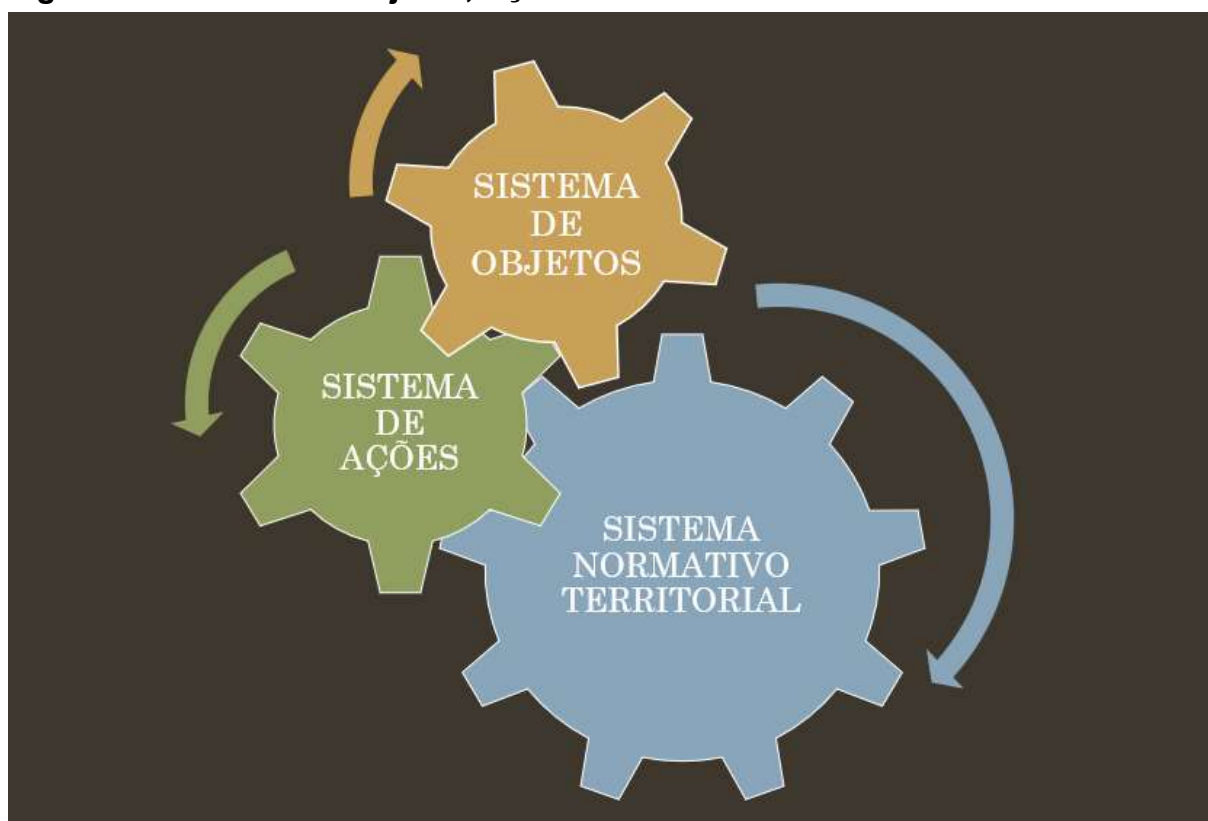 SISTEMA
DE
OBJETOS
SISTEMA
DE
AÇÕES
SISTEMA
NORMATIVO
TERRITORIAL